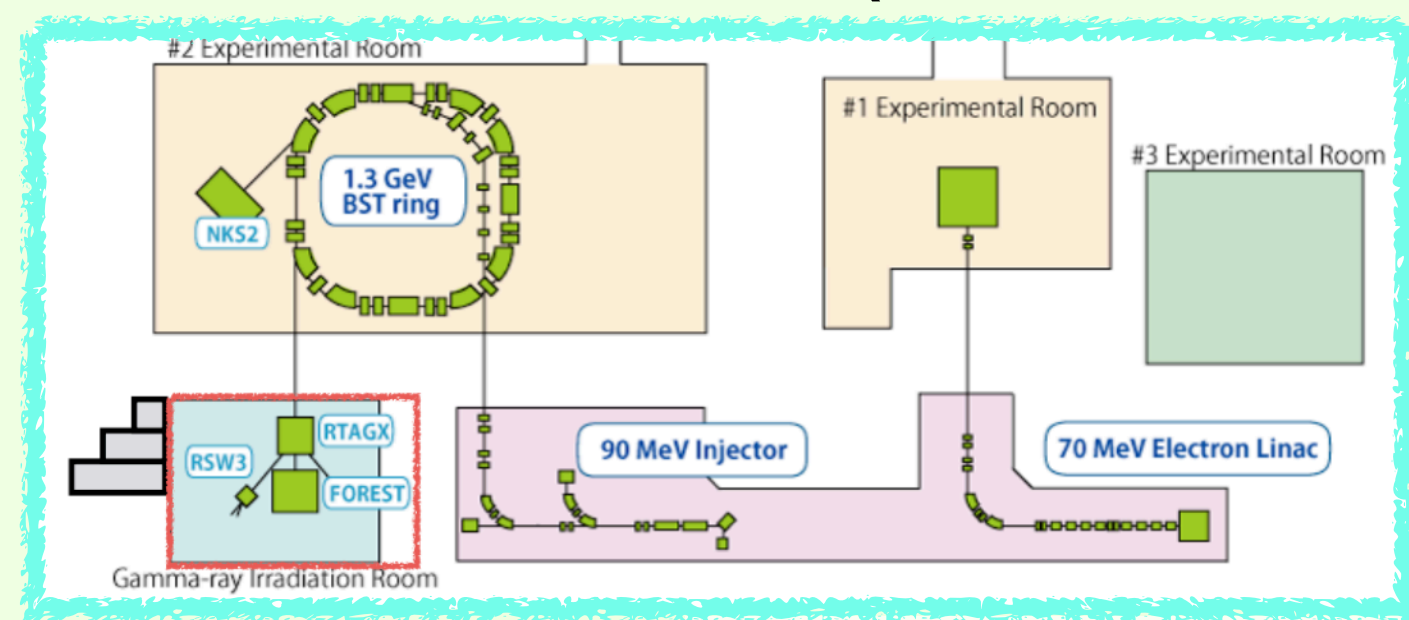 #2 Experimental Room
#1 Experimental Room
#3 Experimental Room
1.3 GeV
BST ring
NKS2
RTAGX
RSW3
FOREST
90 MeV Injector
70 MeV Electron Linac
Gamma-ray Irradiation Room